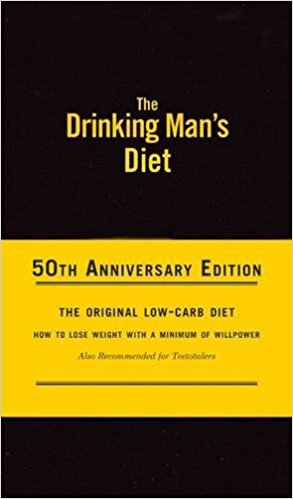 The
Drinking Man's
Diet
50TH ANNIVERSARY EDITION
THE ORIGINAL LOW-CARB DIET
HOW TO LOSE WEIGHT WITH A MINIMUM OF WILLPOWER
Also Recommended for Teetotalers